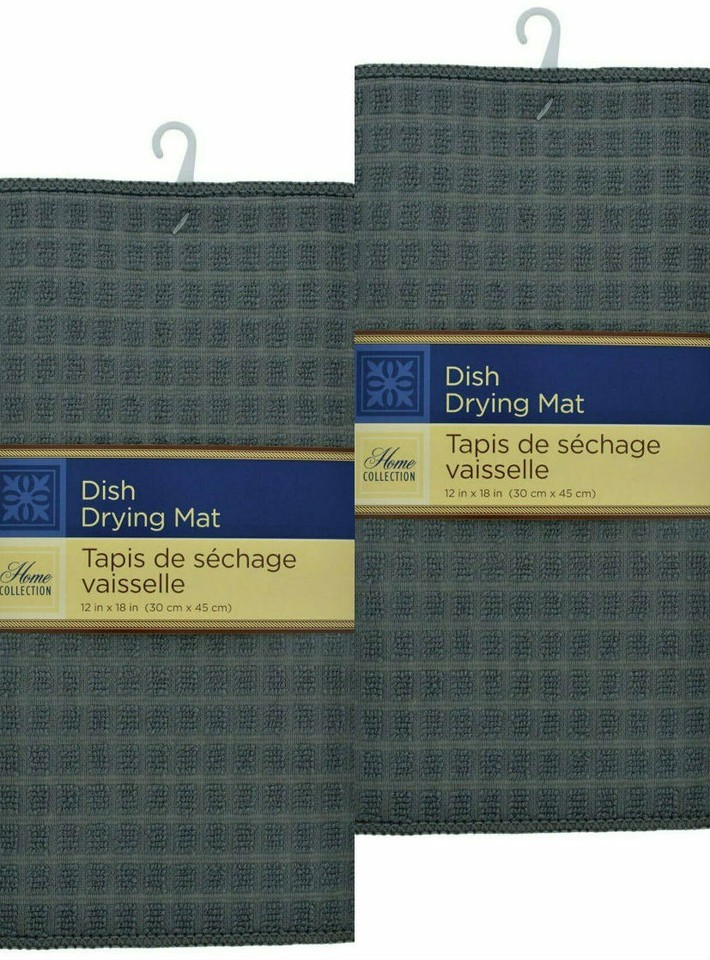 Dish
Drying Mat
Home
COLLECTION
Tapis de séchage
vaisselle
12 in x 18 in (30 cm x 45 cm)
Dish
Drying Mat
Home
COLLECTION
Tapis de séchage
vaisselle
12 in x 18 in (30 cm x 45 cm)